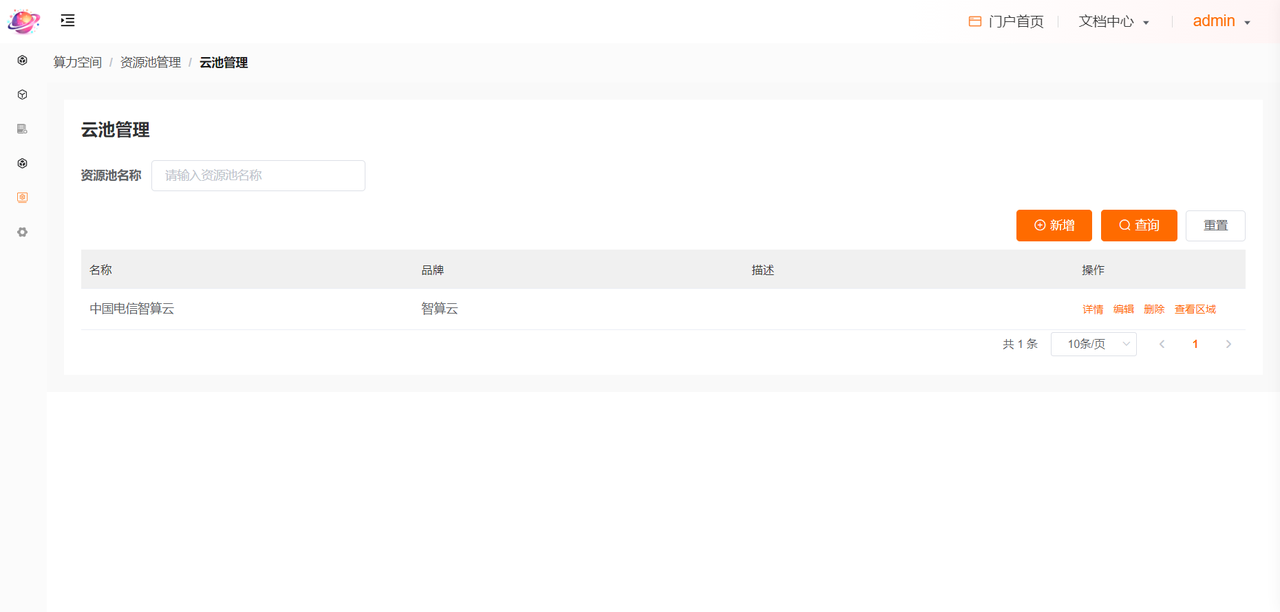 门户首页 文档中心 admin
算力空间 / 资源池管理 / 云池管理
云池管理
资源池名称 请输入资源池名称
新增 查询 重置
名称 品牌 描述 操作
中国电信智算云 智算云 详情 编辑 删除 查看区域
共 1 条 10条/页 1